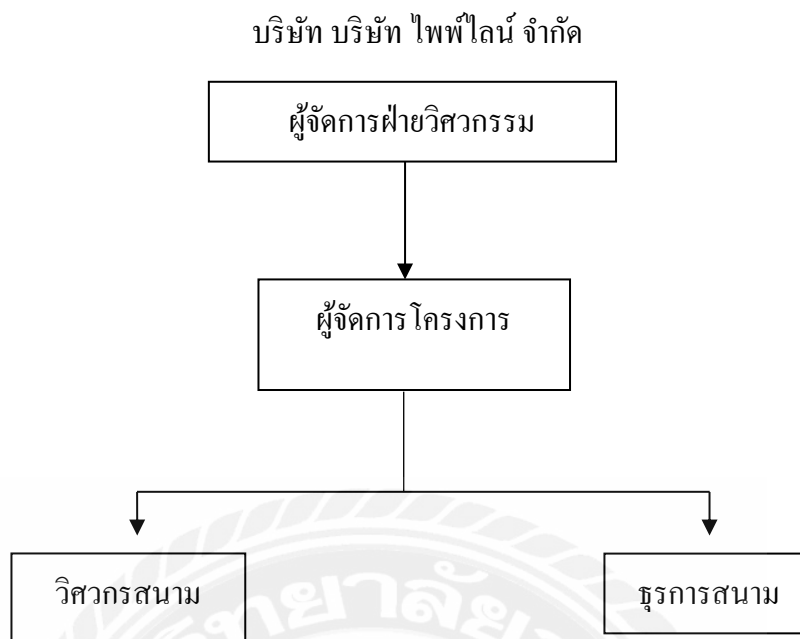 บริษัท บริษัท ไพพ์ไลน์ จำกัด
ผู้จัดการฝ่ายวิศวกรรม
ผู้จัดการโครงการ
วิศวกรสนาม
ธุรการสนาม